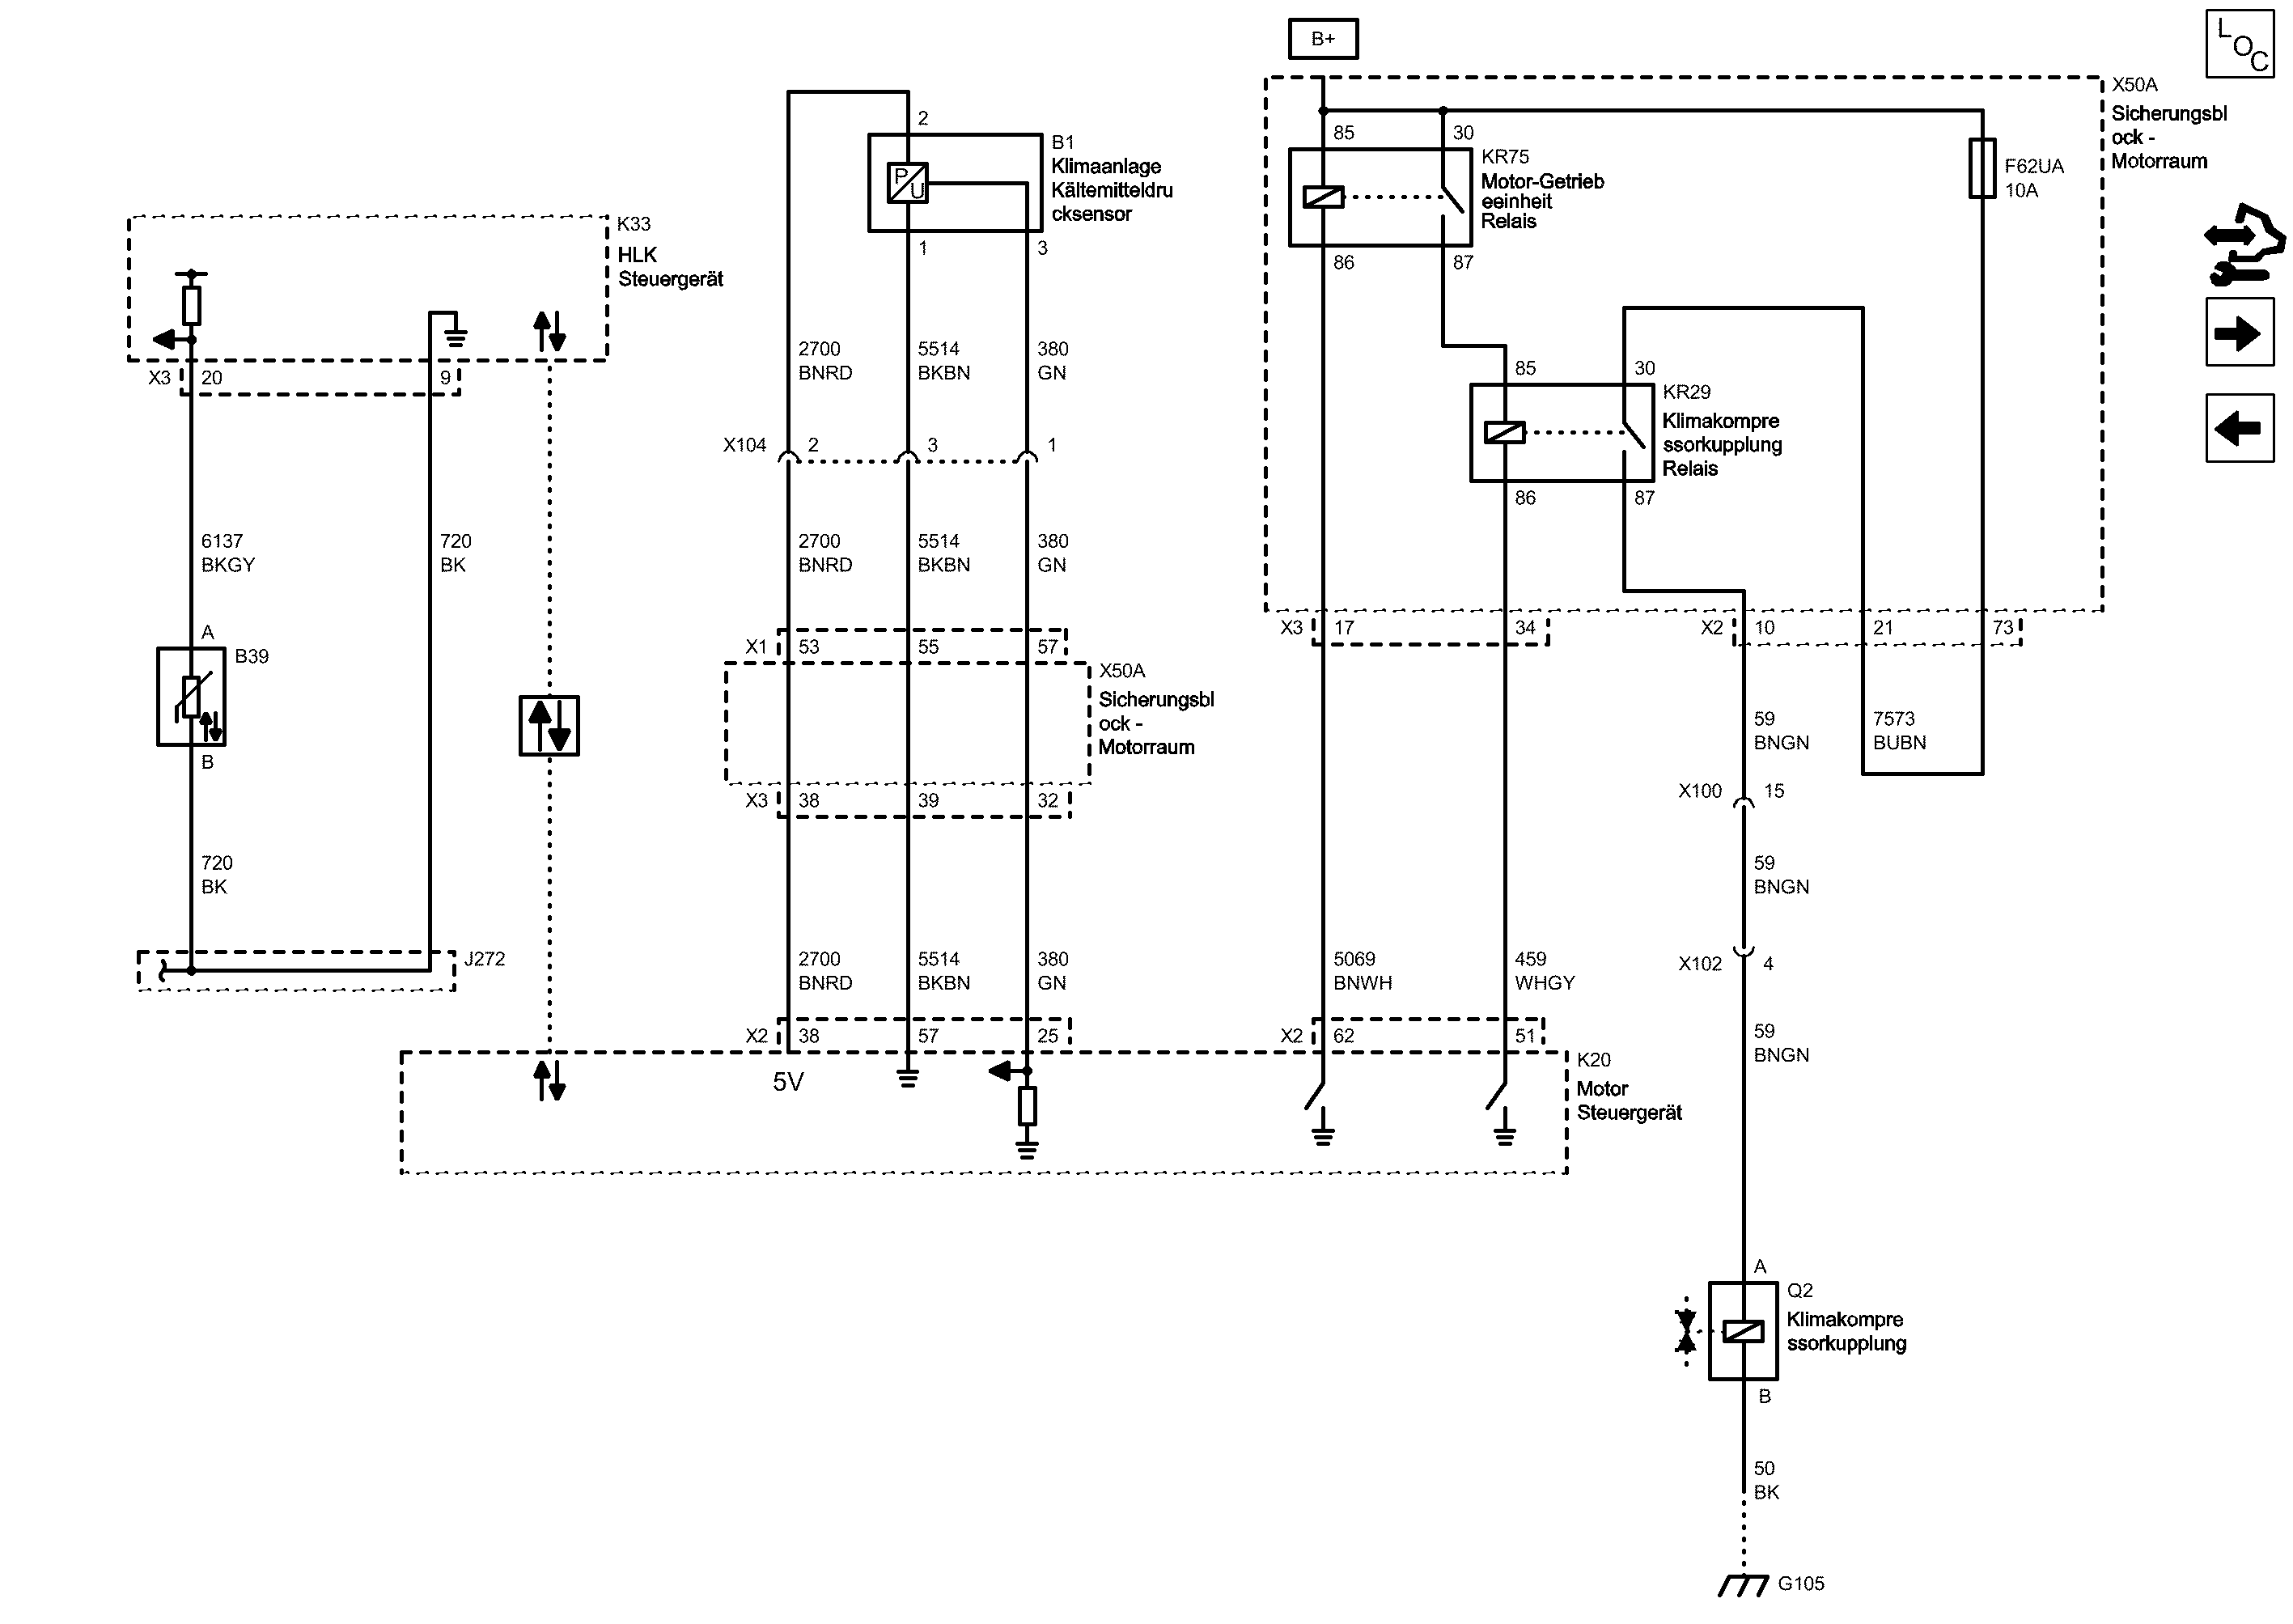 B+
LOC
X50A
Sicherungsbl
ock -
Motorraum
2
85
30
B1
Klimaanlage
Kältemitteldru
cksensor
P
U
KR75
Motor-Getrieb
eeinheit
Relais
F62UA
10A
K33
HLK
Steuergerät
1
3
86
87
2700
BNRD
5514
BKBN
380
GN
X3
20
9
85
30
KR29
Klimakompre
ssorkupplung
Relais
X104
2
3
1
86
87
6137
BKGY
720
BK
2700
BNRD
5514
BKBN
380
GN
A
B39
B
X1
53
55
57
X3
17
34
X2
10
21
73
X50A
Sicherungsbl
ock -
Motorraum
59
BNGN
7573
BUBN
X3
38
39
32
X100
15
720
BK
59
BNGN
J272
2700
BNRD
5514
BKBN
380
GN
5069
BNWH
459
WHGY
X102
4
X2
38
57
25
X2
62
51
59
BNGN
5V
K20
Motor
Steuergerät
A
Q2
Klimakompre
ssorkupplung
B
50
BK
G105